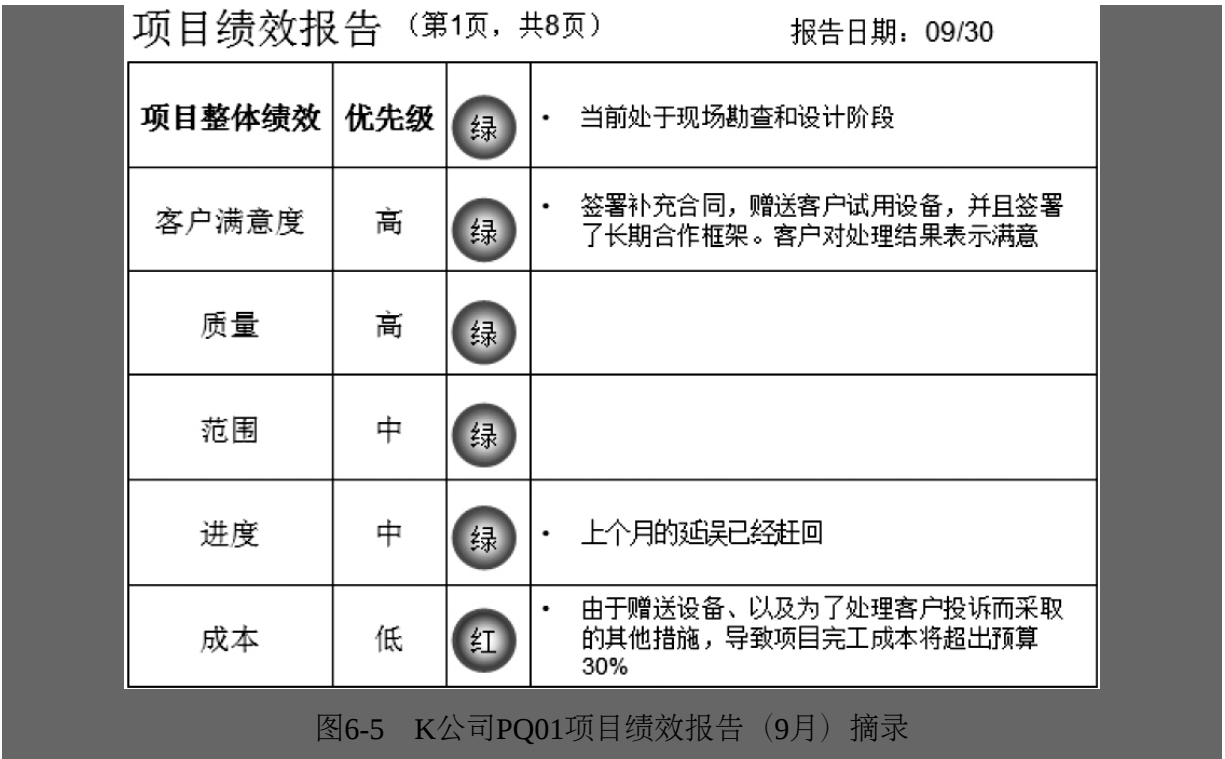 项目绩效报告（第1页，共8页） 报告日期：09/30
项目整体绩效 优先级 绿 • 当前处于现场勘查和设计阶段
客户满意度 高 绿 • 签署补充合同，赠送客户试用设备，并且签署
了长期合作框架。客户对处理结果表示满意
质量 高 绿
范围 中 绿
进度 中 绿 • 上个月的延误已经赶回
成本 低 红 • 由于赠送设备、以及为了处理客户投诉而采取
的其他措施，导致项目完工成本将超出预算
30%
图6-5 K公司PQ01项目绩效报告（9月）摘录